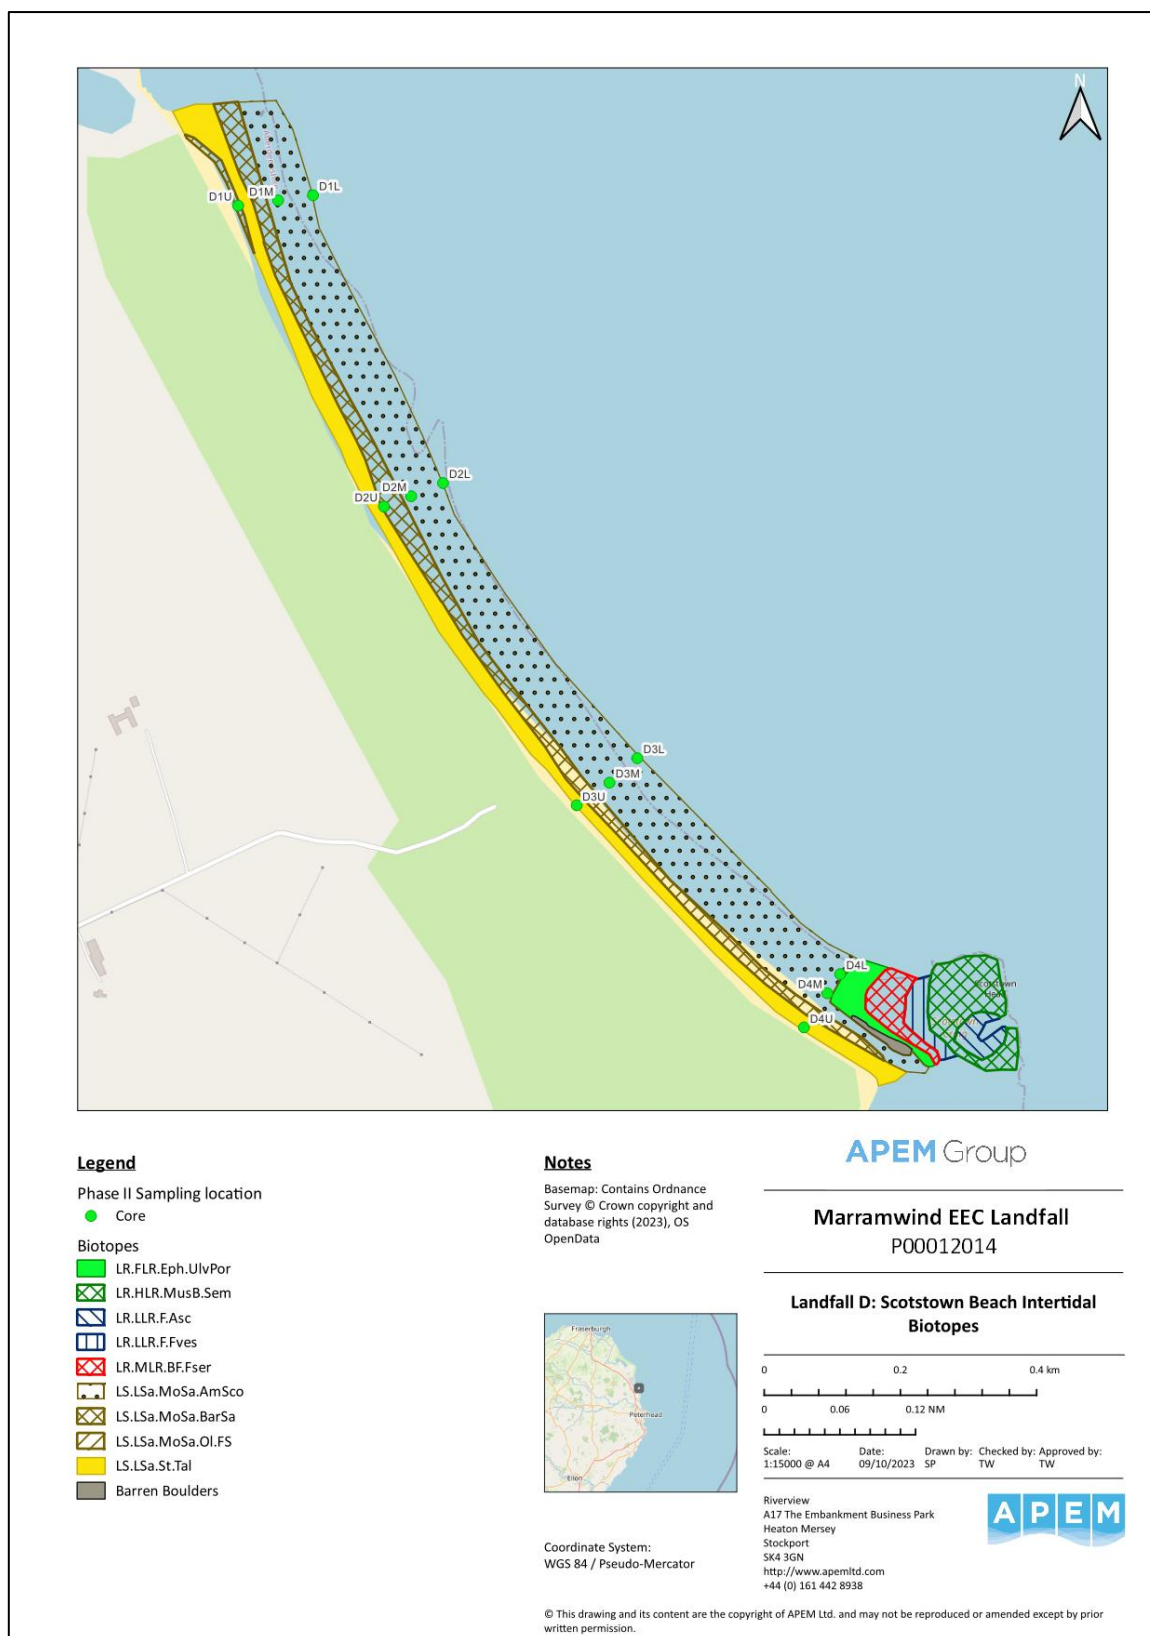 N
D1U
D1M
D1L
D2L
D2M
D2U
D3L
D3M
D3U
D4L
D4M
D4U
Scotstown
Head
Legend
Phase II Sampling location
Core
Biotopes
LR.FLR.Eph.UlvPor
LR.HLR.MusB.Sem
LR.LLR.F.Asc
LR.LLR.F.Fves
LR.MLR.BF.Fser
LS.LSa.MoSa.AmSco
LS.LSa.MoSa.BarSa
LS.LSa.MoSa.Ol.FS
LS.LSa.St.Tal
Barren Boulders
Notes
Basemap: Contains Ordnance
Survey © Crown copyright and
database rights (2023), OS
OpenData
Fraserburgh
Peterhead
Ellon
Coordinate System:
WGS 84 / Pseudo-Mercator
APEM Group
Marramwind EEC Landfall
P00012014
Landfall D: Scotstown Beach Intertidal
Biotopes
0 0.2 0.4 km
0 0.06 0.12 NM
Scale: Date: Drawn by: Checked by: Approved by:
1:15000 @ A4 09/10/2023 SP TW TW
Riverview
A17 The Embankment Business Park
Heaton Mersey
Stockport
SK4 3GN
http://www.apemltd.com
+44 (0) 161 442 8938
APEM
© This drawing and its content are the copyright of APEM Ltd. and may not be reproduced or amended except by prior
written permission.